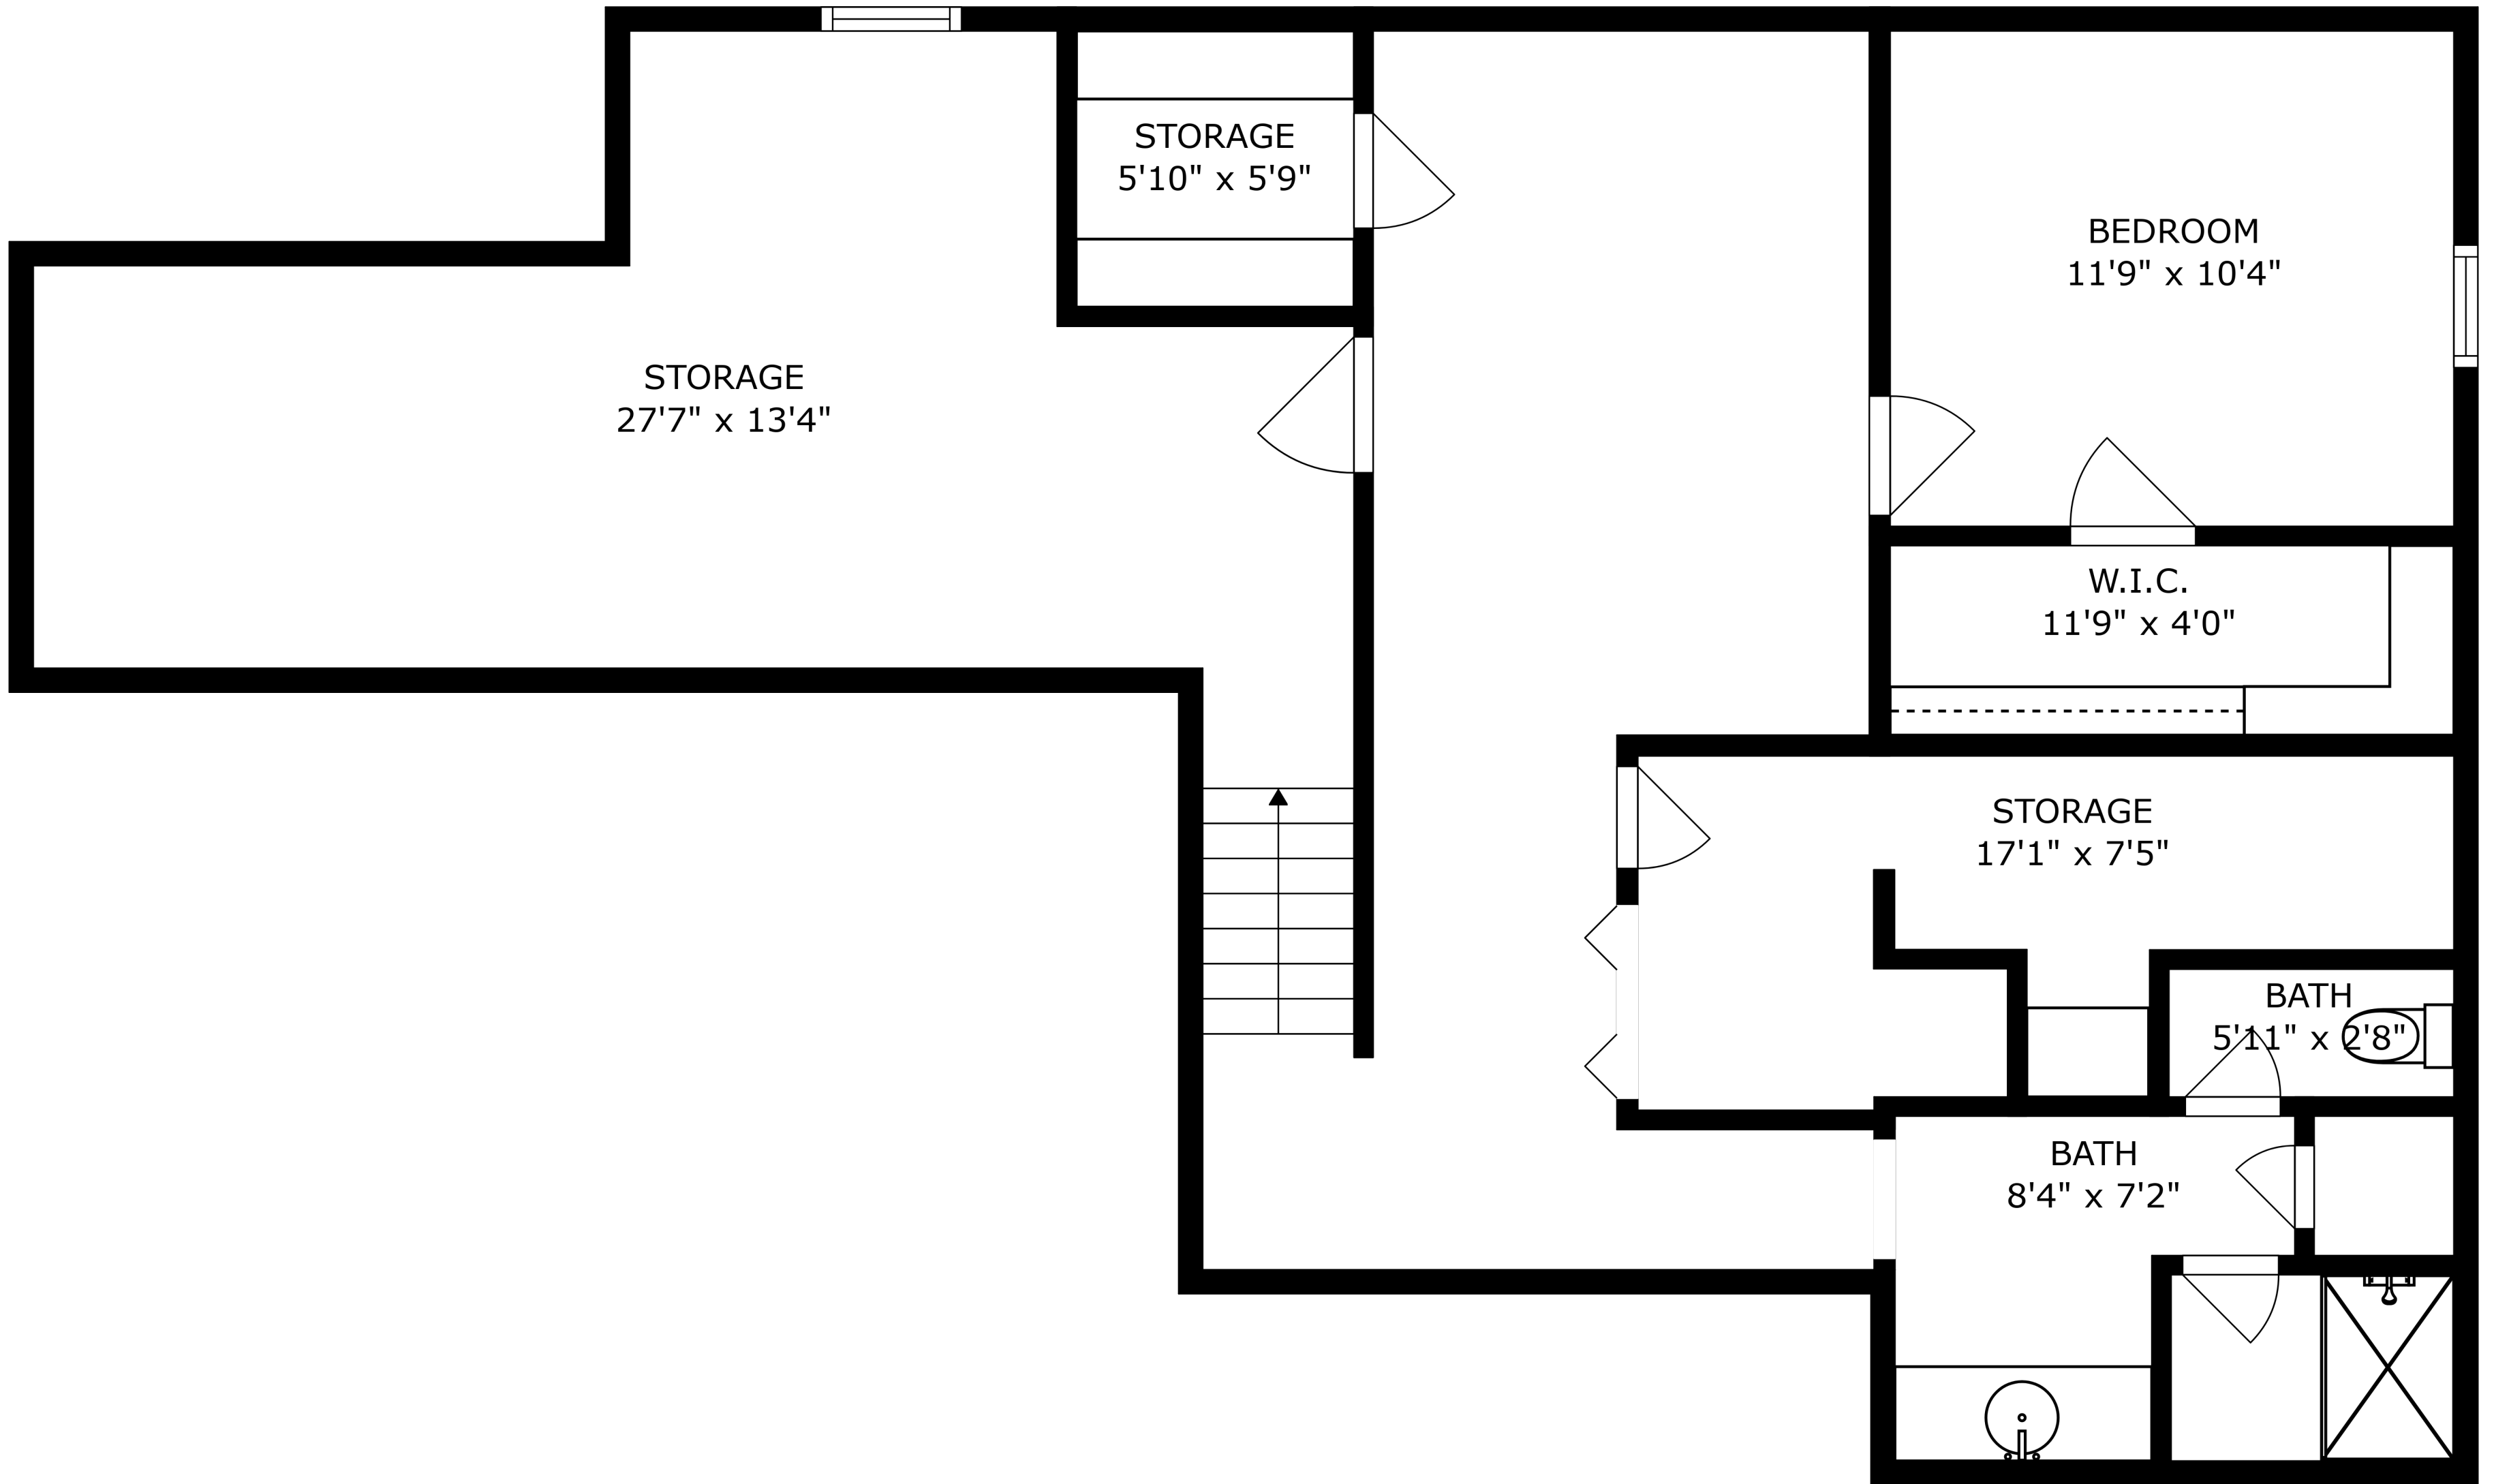 STORAGE
5'10" x 5'9"
BEDROOM
11'9" x 10'4"
STORAGE
27'7" x 13'4"
W.I.C.
11'9" x 4'0"
STORAGE
17'1" x 7'5"
BATH
5'11" x 2'8"
BATH
8'4" x 7'2"